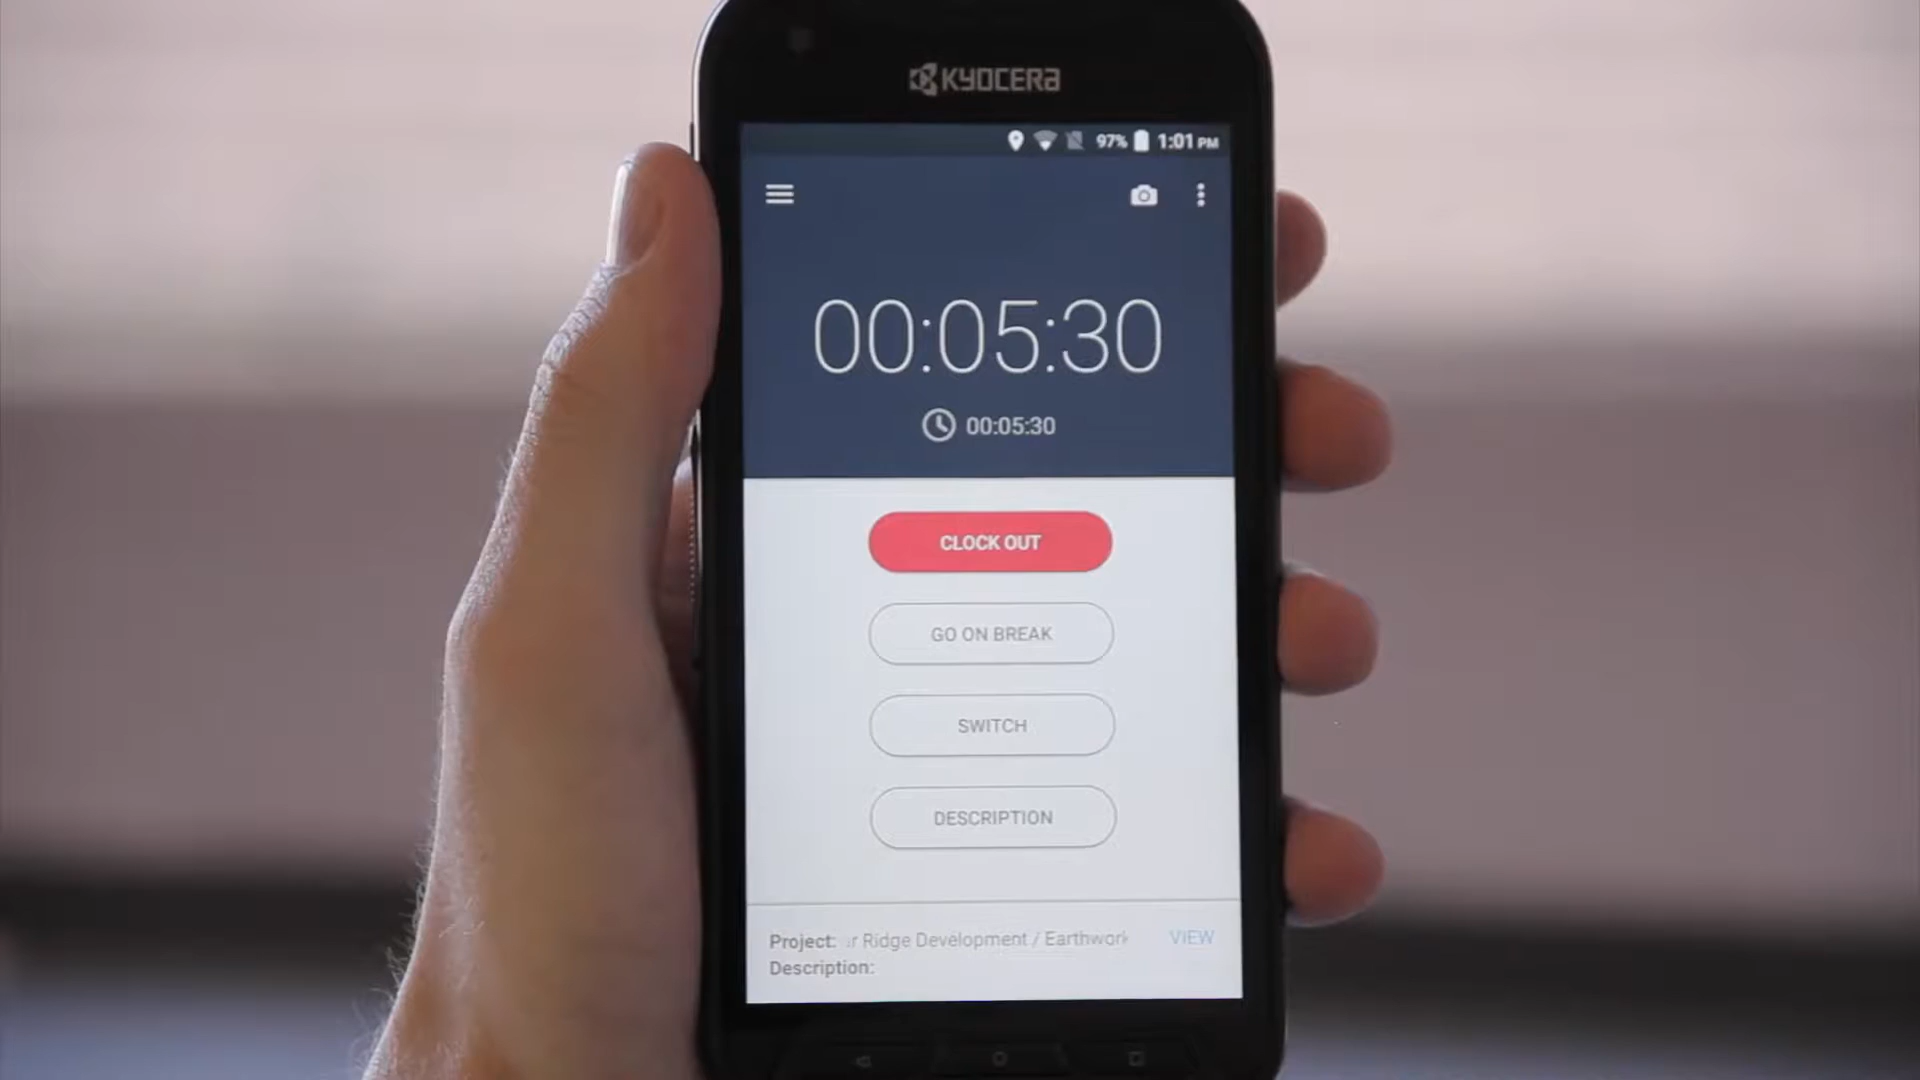 KYOCERA
97% 1:01 PM
00:05:30
00:05:30
CLOCK OUT
GO ON BREAK
SWITCH
DESCRIPTION
Project: r Ridge Development / Earthwork VIEW
Description: